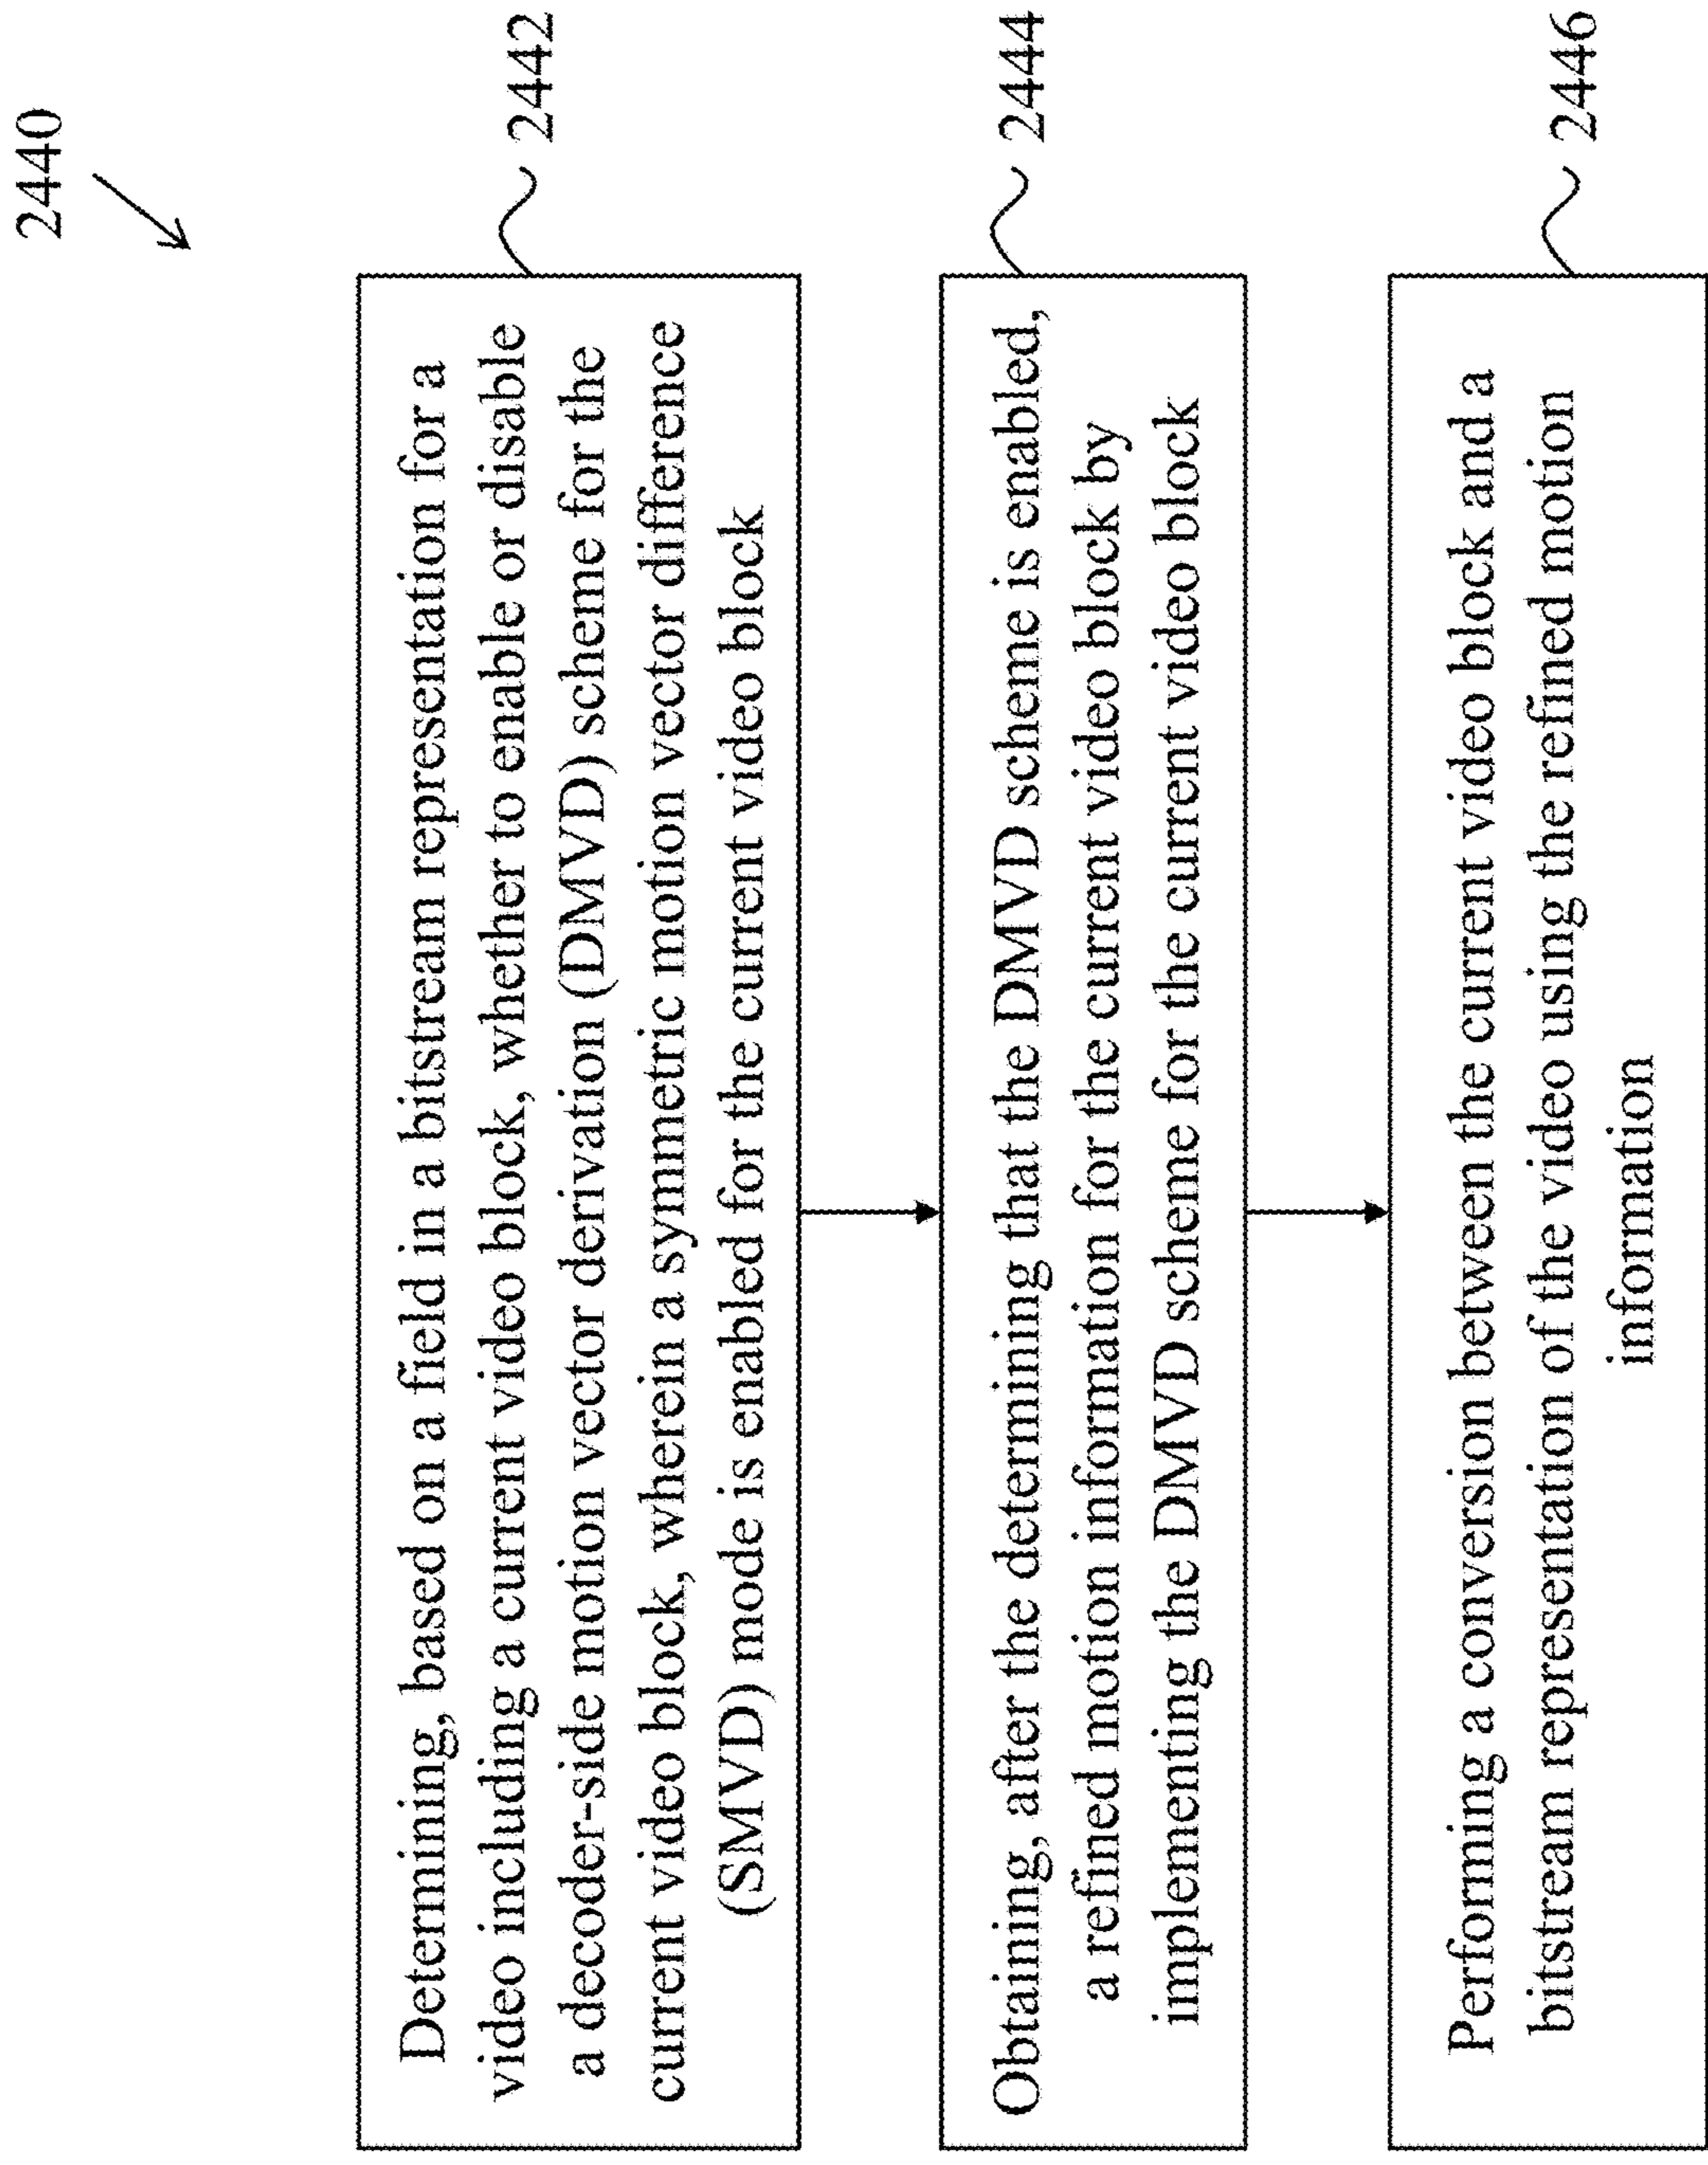 2440
Determining, based on a field in a bitstream representation for a
video including a current video block, whether to enable or disable
a decoder-side motion vector derivation (DMVD) scheme for the
current video block, wherein a symmetric motion vector difference
(SMVD) mode is enabled for the current video block
2442
Obtaining, after the determining that the DMVD scheme is enabled,
a refined motion information for the current video block by
implementing the DMVD scheme for the current video block
2444
Performing a conversion between the current video block and a
bitstream representation of the video using the refined motion
information
2446